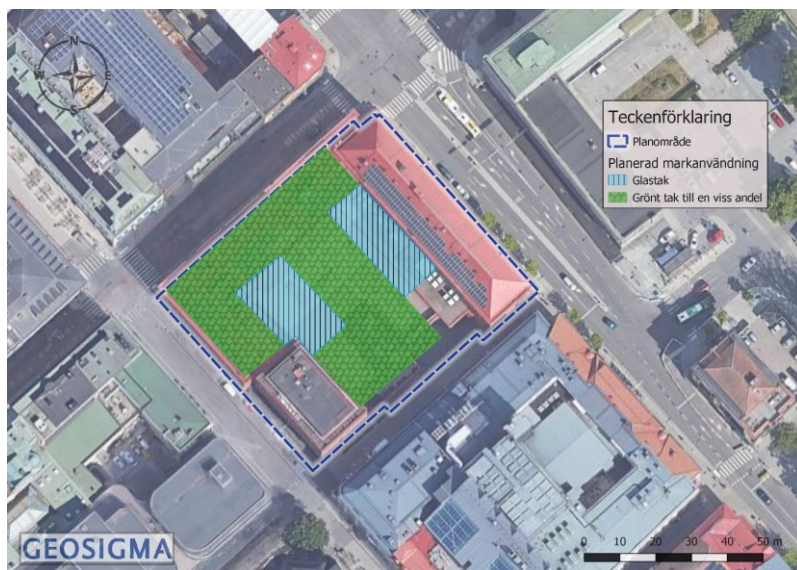 N
W E
S
Teckenförklaring
Planområde
Planerad markanvändning
Glastak
Grönt tak till en viss andel
GEOSIGMA
0 10 20 30 40 50 m